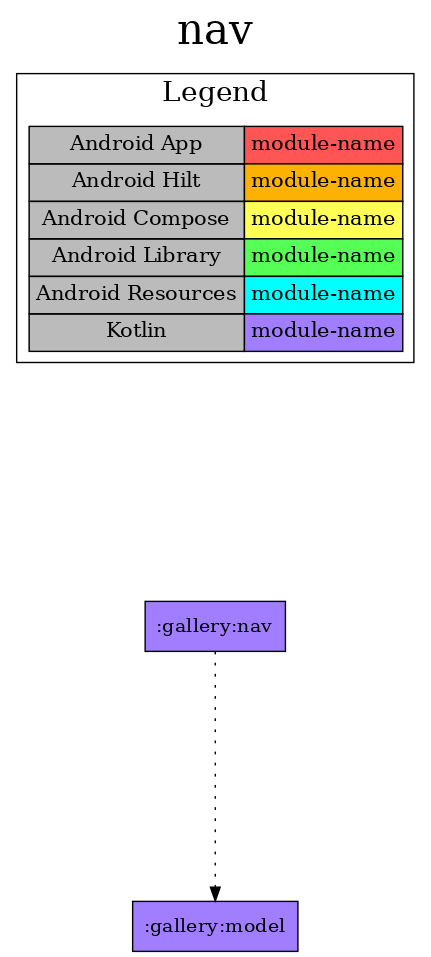 nav
Legend
Android App module-name
Android Hilt module-name
Android Compose module-name
Android Library module-name
Android Resources module-name
Kotlin module-name
:gallery:nav
:gallery:model